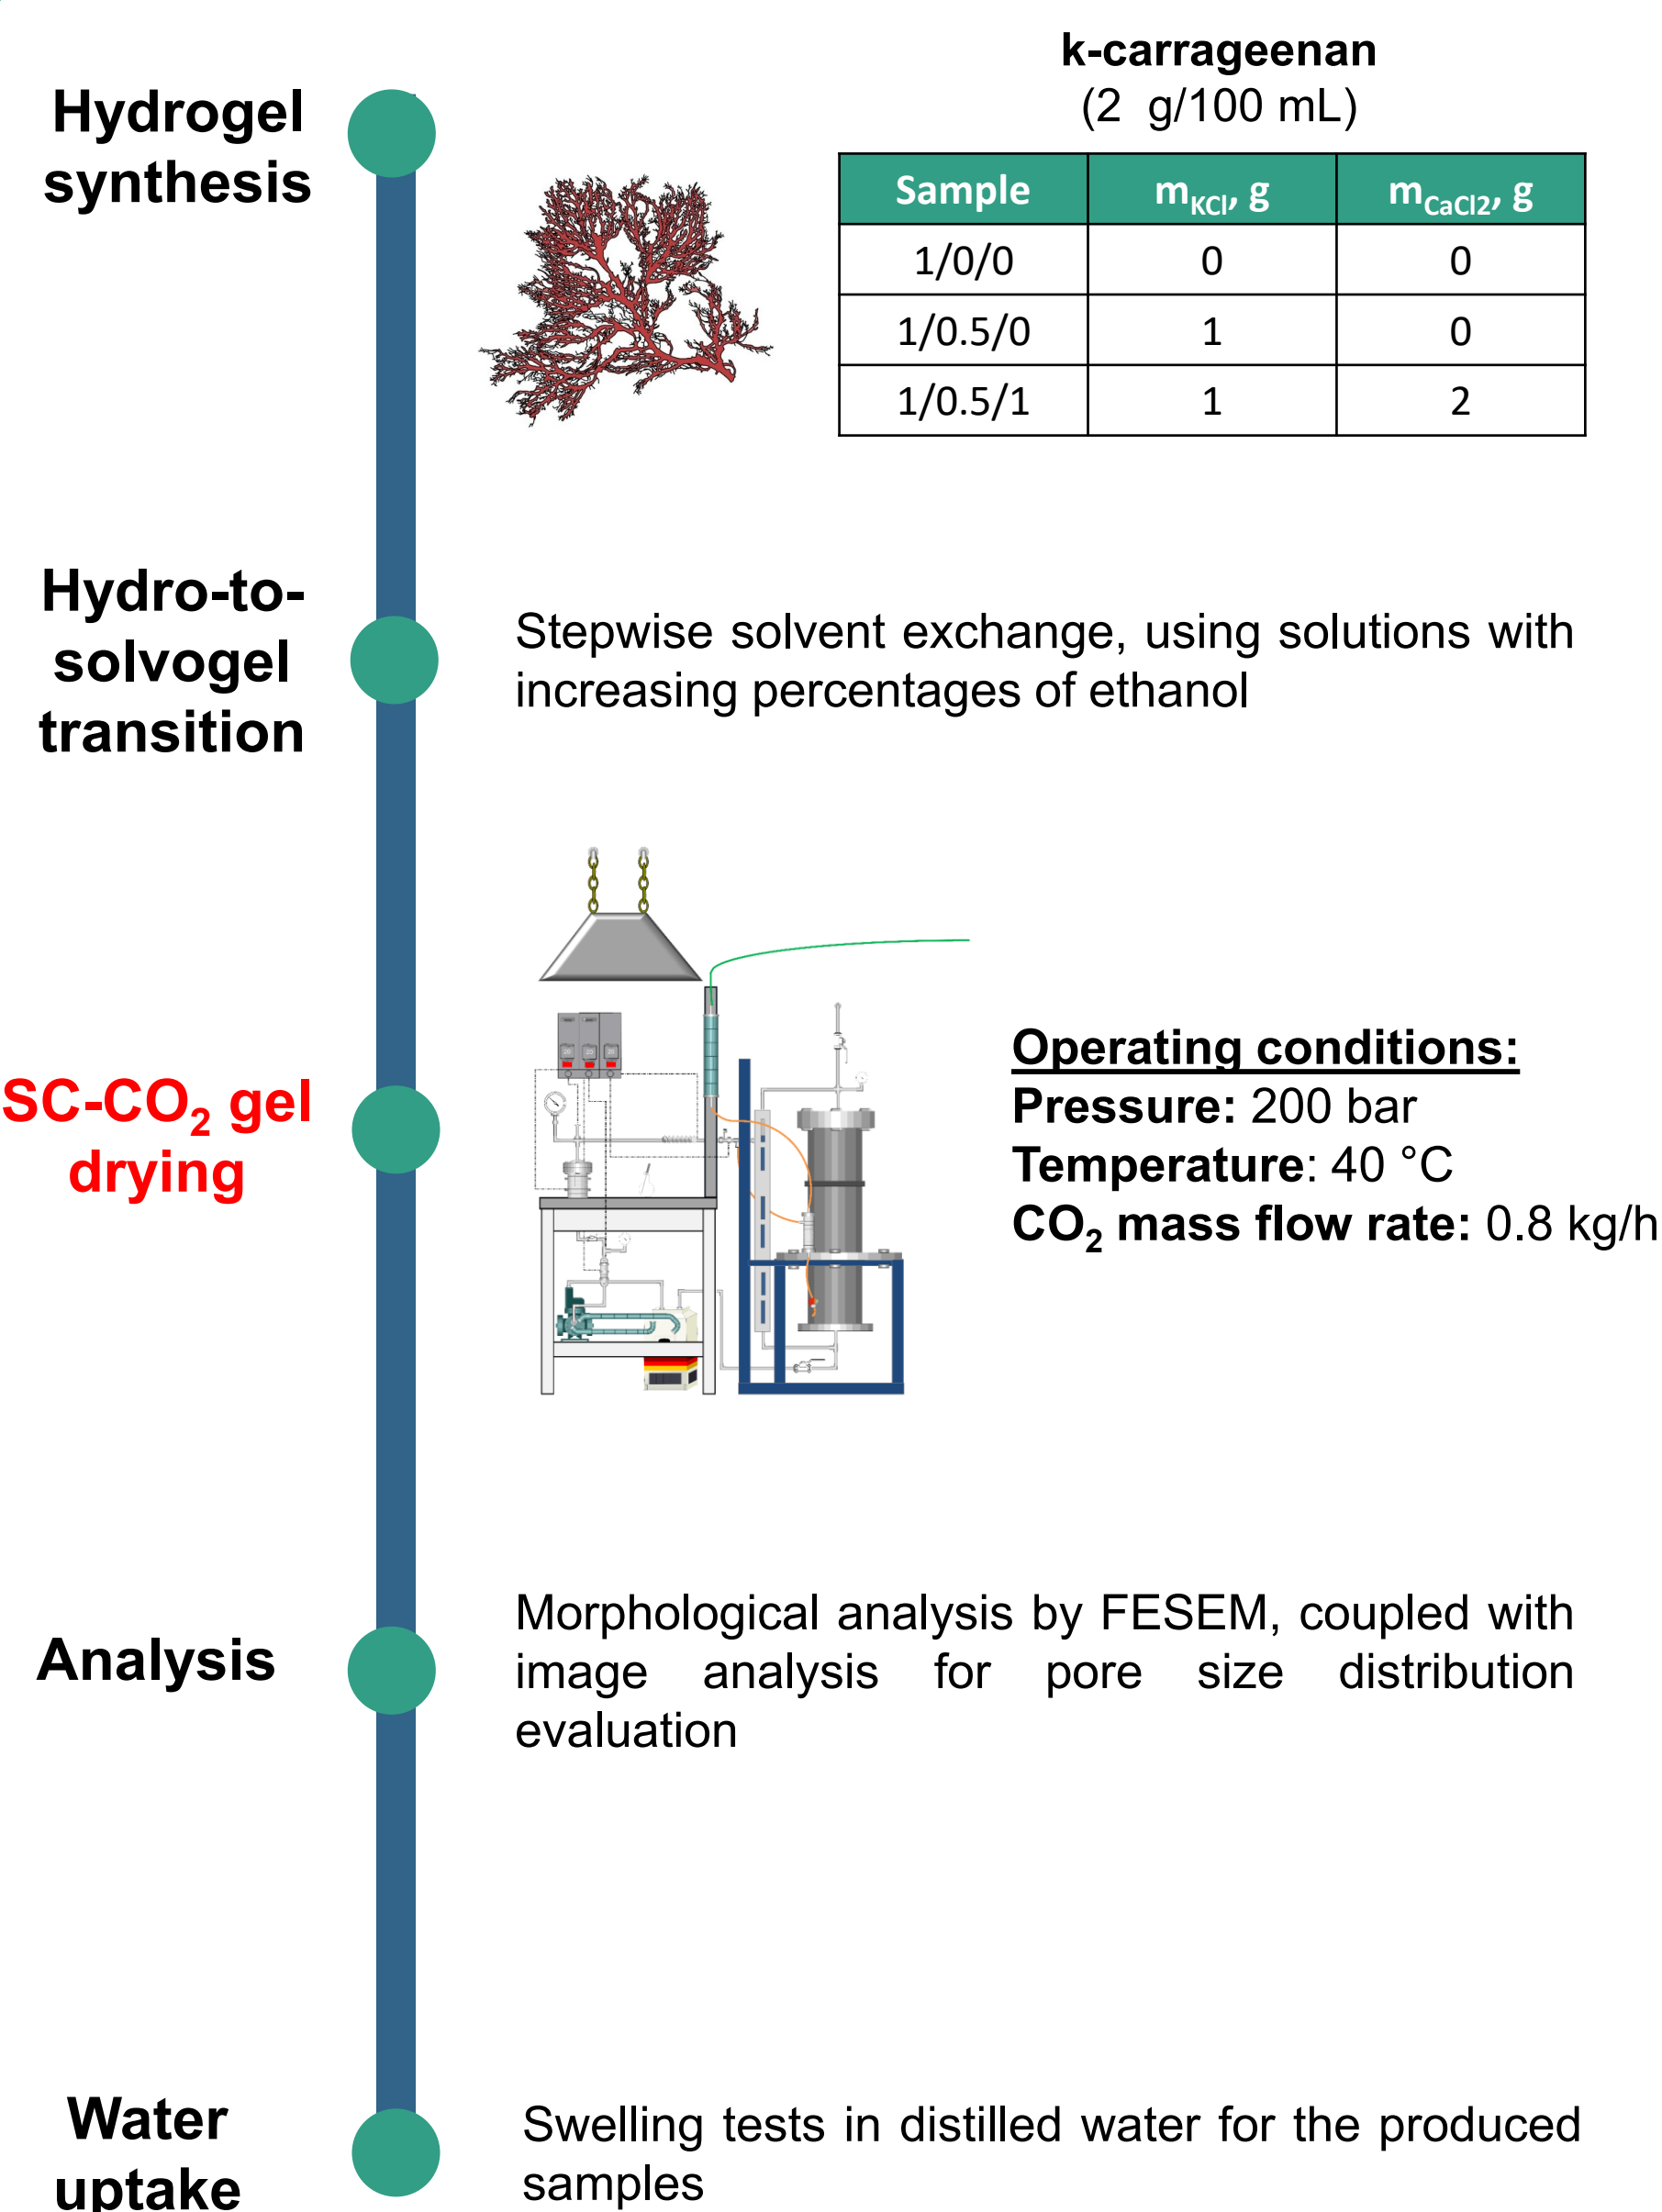 k-carrageenan
(2 g/100 mL)
Hydrogel
synthesis
Sample mKCl, g mCaCl2, g
1/0/0 0 0
1/0.5/0 1 0
1/0.5/1 1 2
Hydro-to-
solvogel
transition
Stepwise solvent exchange, using solutions with
increasing percentages of ethanol
SC-CO2 gel
drying
Operating conditions:
Pressure: 200 bar
Temperature: 40 °C
CO2 mass flow rate: 0.8 kg/h
Analysis
Morphological analysis by FESEM, coupled with
image analysis for pore size distribution
evaluation
Water
uptake
Swelling tests in distilled water for the produced
samples